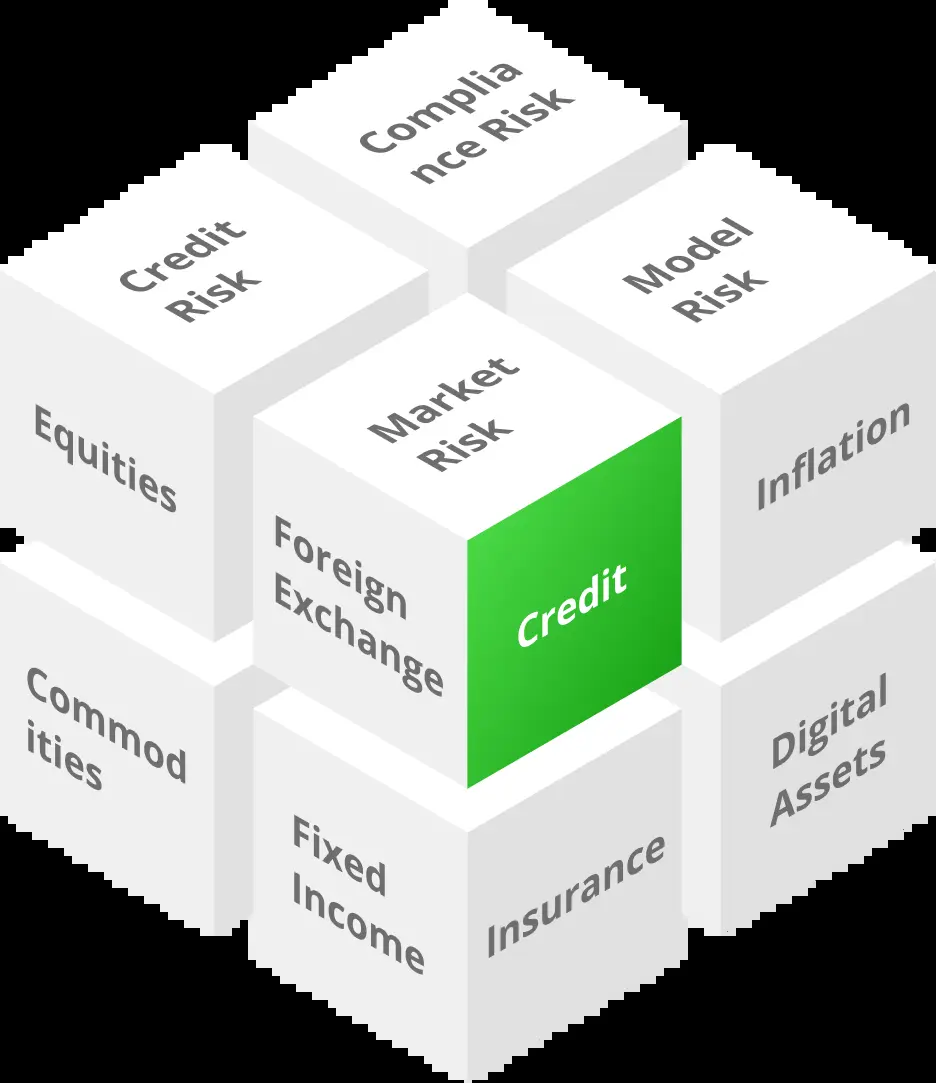 Complia
nce Risk
Credit
Risk
Model
Risk
Market
Risk
Equities
Inflation
Foreign
Exchange
Credit
Commod
ities
Digital
Assets
Fixed
Income
Insurance